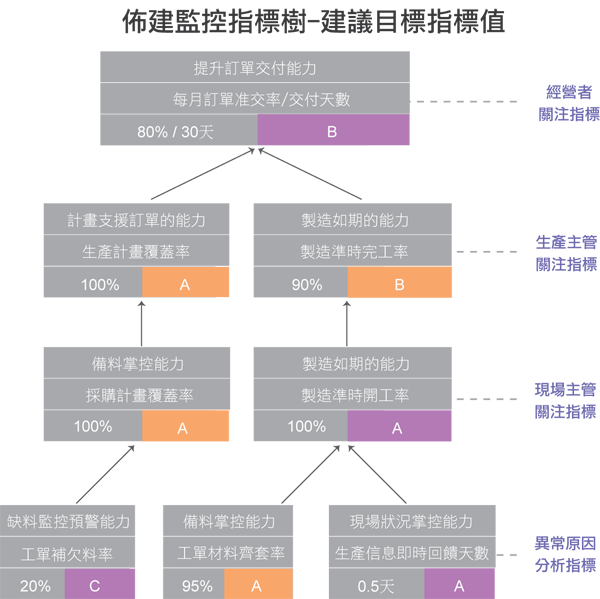 佈建監控指標樹-建議目標指標值
提升訂單交付能力
每月訂單准交率/交付天數
80% / 30天
B
經營者
關注指標
計畫支援訂單的能力
生產計畫覆蓋率
100%
A
製造如期的能力
製造準時完工率
90%
B
生產主管
關注指標
備料掌控能力
採購計畫覆蓋率
100%
A
製造如期的能力
製造準時開工率
100%
A
現場主管
關注指標
缺料監控預警能力
工單補欠料率
20%
C
備料掌控能力
工單材料齊套率
95%
A
現場狀況掌控能力
生產信息即時回饋天數
0.5天
A
異常原因
分析指標